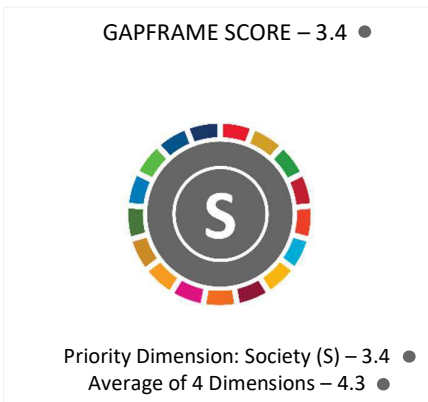 GAPFRAME SCORE – 3.4
S
Priority Dimension: Society (S) – 3.4
Average of 4 Dimensions – 4.3